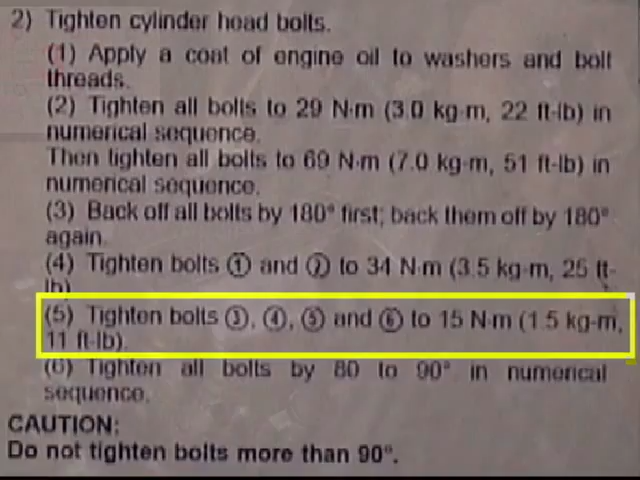 2) Tighten cylinder head bolts.
(1) Apply a coat of engine oil to washers and bolt
threads.
(2) Tighten all bolts to 29 N·m (3.0 kg-m, 22 ft-lb) in
numerical sequence.
Then tighten all bolts to 69 N·m (7.0 kg-m, 51 ft-lb) in
numerical sequence.
(3) Back off all bolts by 180° first; back them off by 180°
again.
(4) Tighten bolts ① and ② to 34 N·m (3.5 kg-m, 25 ft-
lb)
(5) Tighten bolts ③, ④, ⑤ and ⑥ to 15 N·m (1.5 kg-m,
11 ft-lb).
(6) Tighten all bolts by 80 to 90° in numerical
sequence.
CAUTION:
Do not tighten bolts more than 90°.